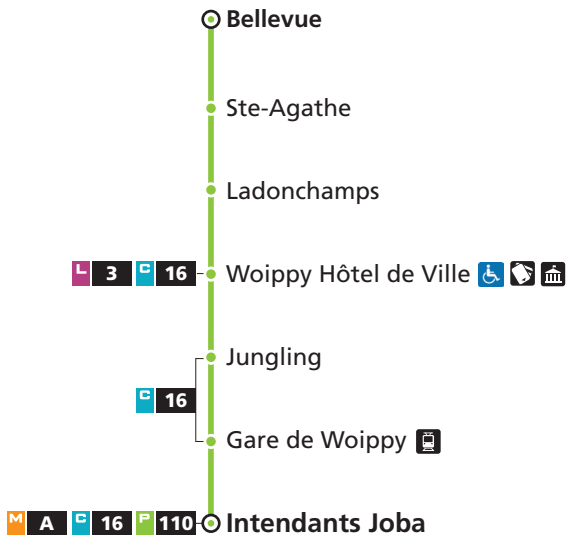 Bellevue
Ste-Agathe
Ladonchamps
L 3 C 16 Woippy Hôtel de Ville
Jungling
C 16
Gare de Woippy
M A C 16 P 110 Intendants Joba